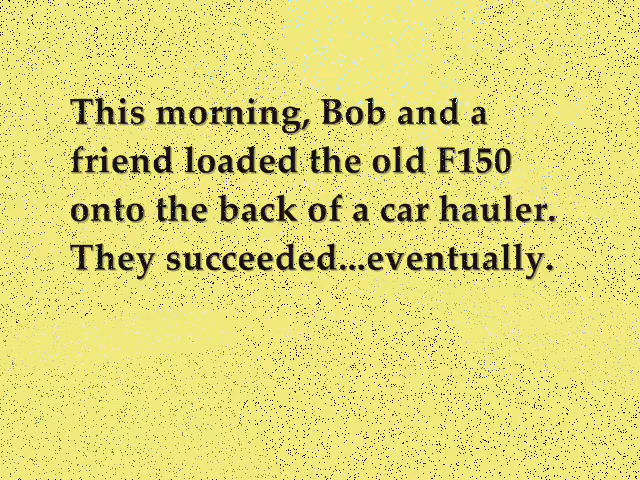 This morning, Bob and a
friend loaded the old F150
onto the back of a car hauler.
They succeeded...eventually.